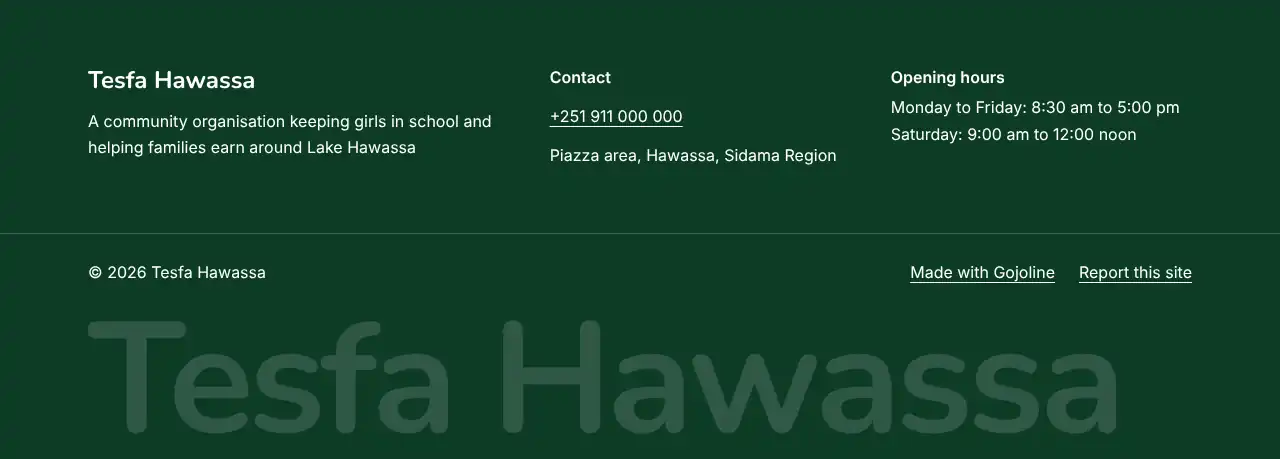 Tesfa Hawassa
A community organisation keeping girls in school and
helping families earn around Lake Hawassa
Contact
+251 911 000 000
Piazza area, Hawassa, Sidama Region
Opening hours
Monday to Friday: 8:30 am to 5:00 pm
Saturday: 9:00 am to 12:00 noon
© 2026 Tesfa Hawassa
Made with Gojoline
Report this site
Tesfa Hawassa